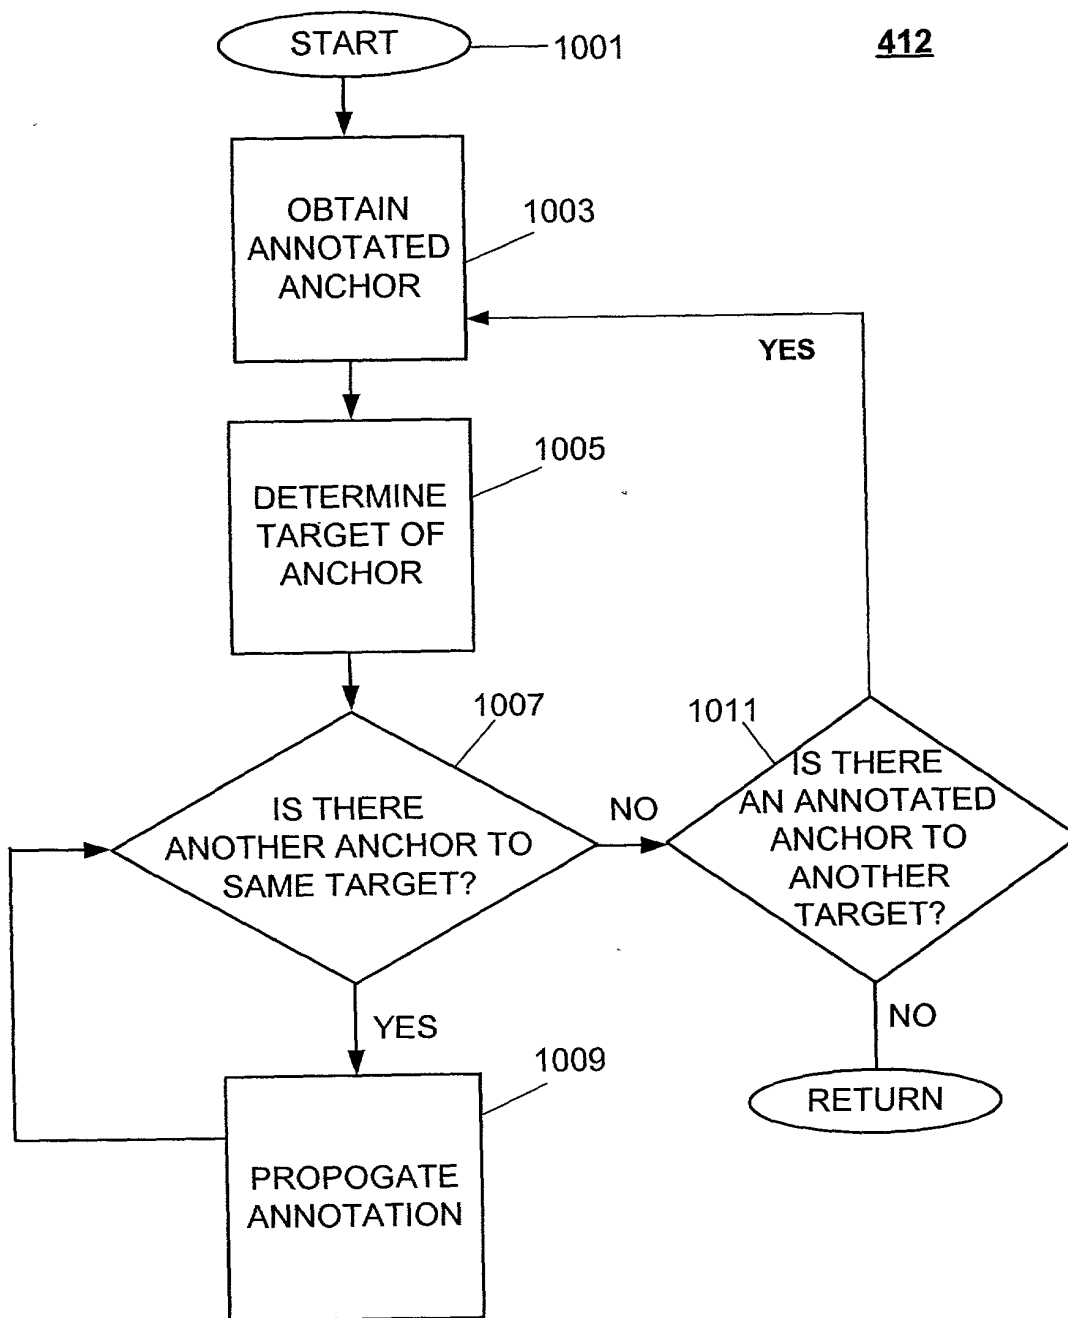 START
1001
412
OBTAIN
ANNOTATED
ANCHOR
1003
YES
DETERMINE
TARGET OF
ANCHOR
1005
IS THERE
ANOTHER ANCHOR TO
SAME TARGET?
1007
NO
1011
IS THERE
AN ANNOTATED
ANCHOR TO
ANOTHER
TARGET?
YES
NO
1009
PROPOGATE
ANNOTATION
RETURN